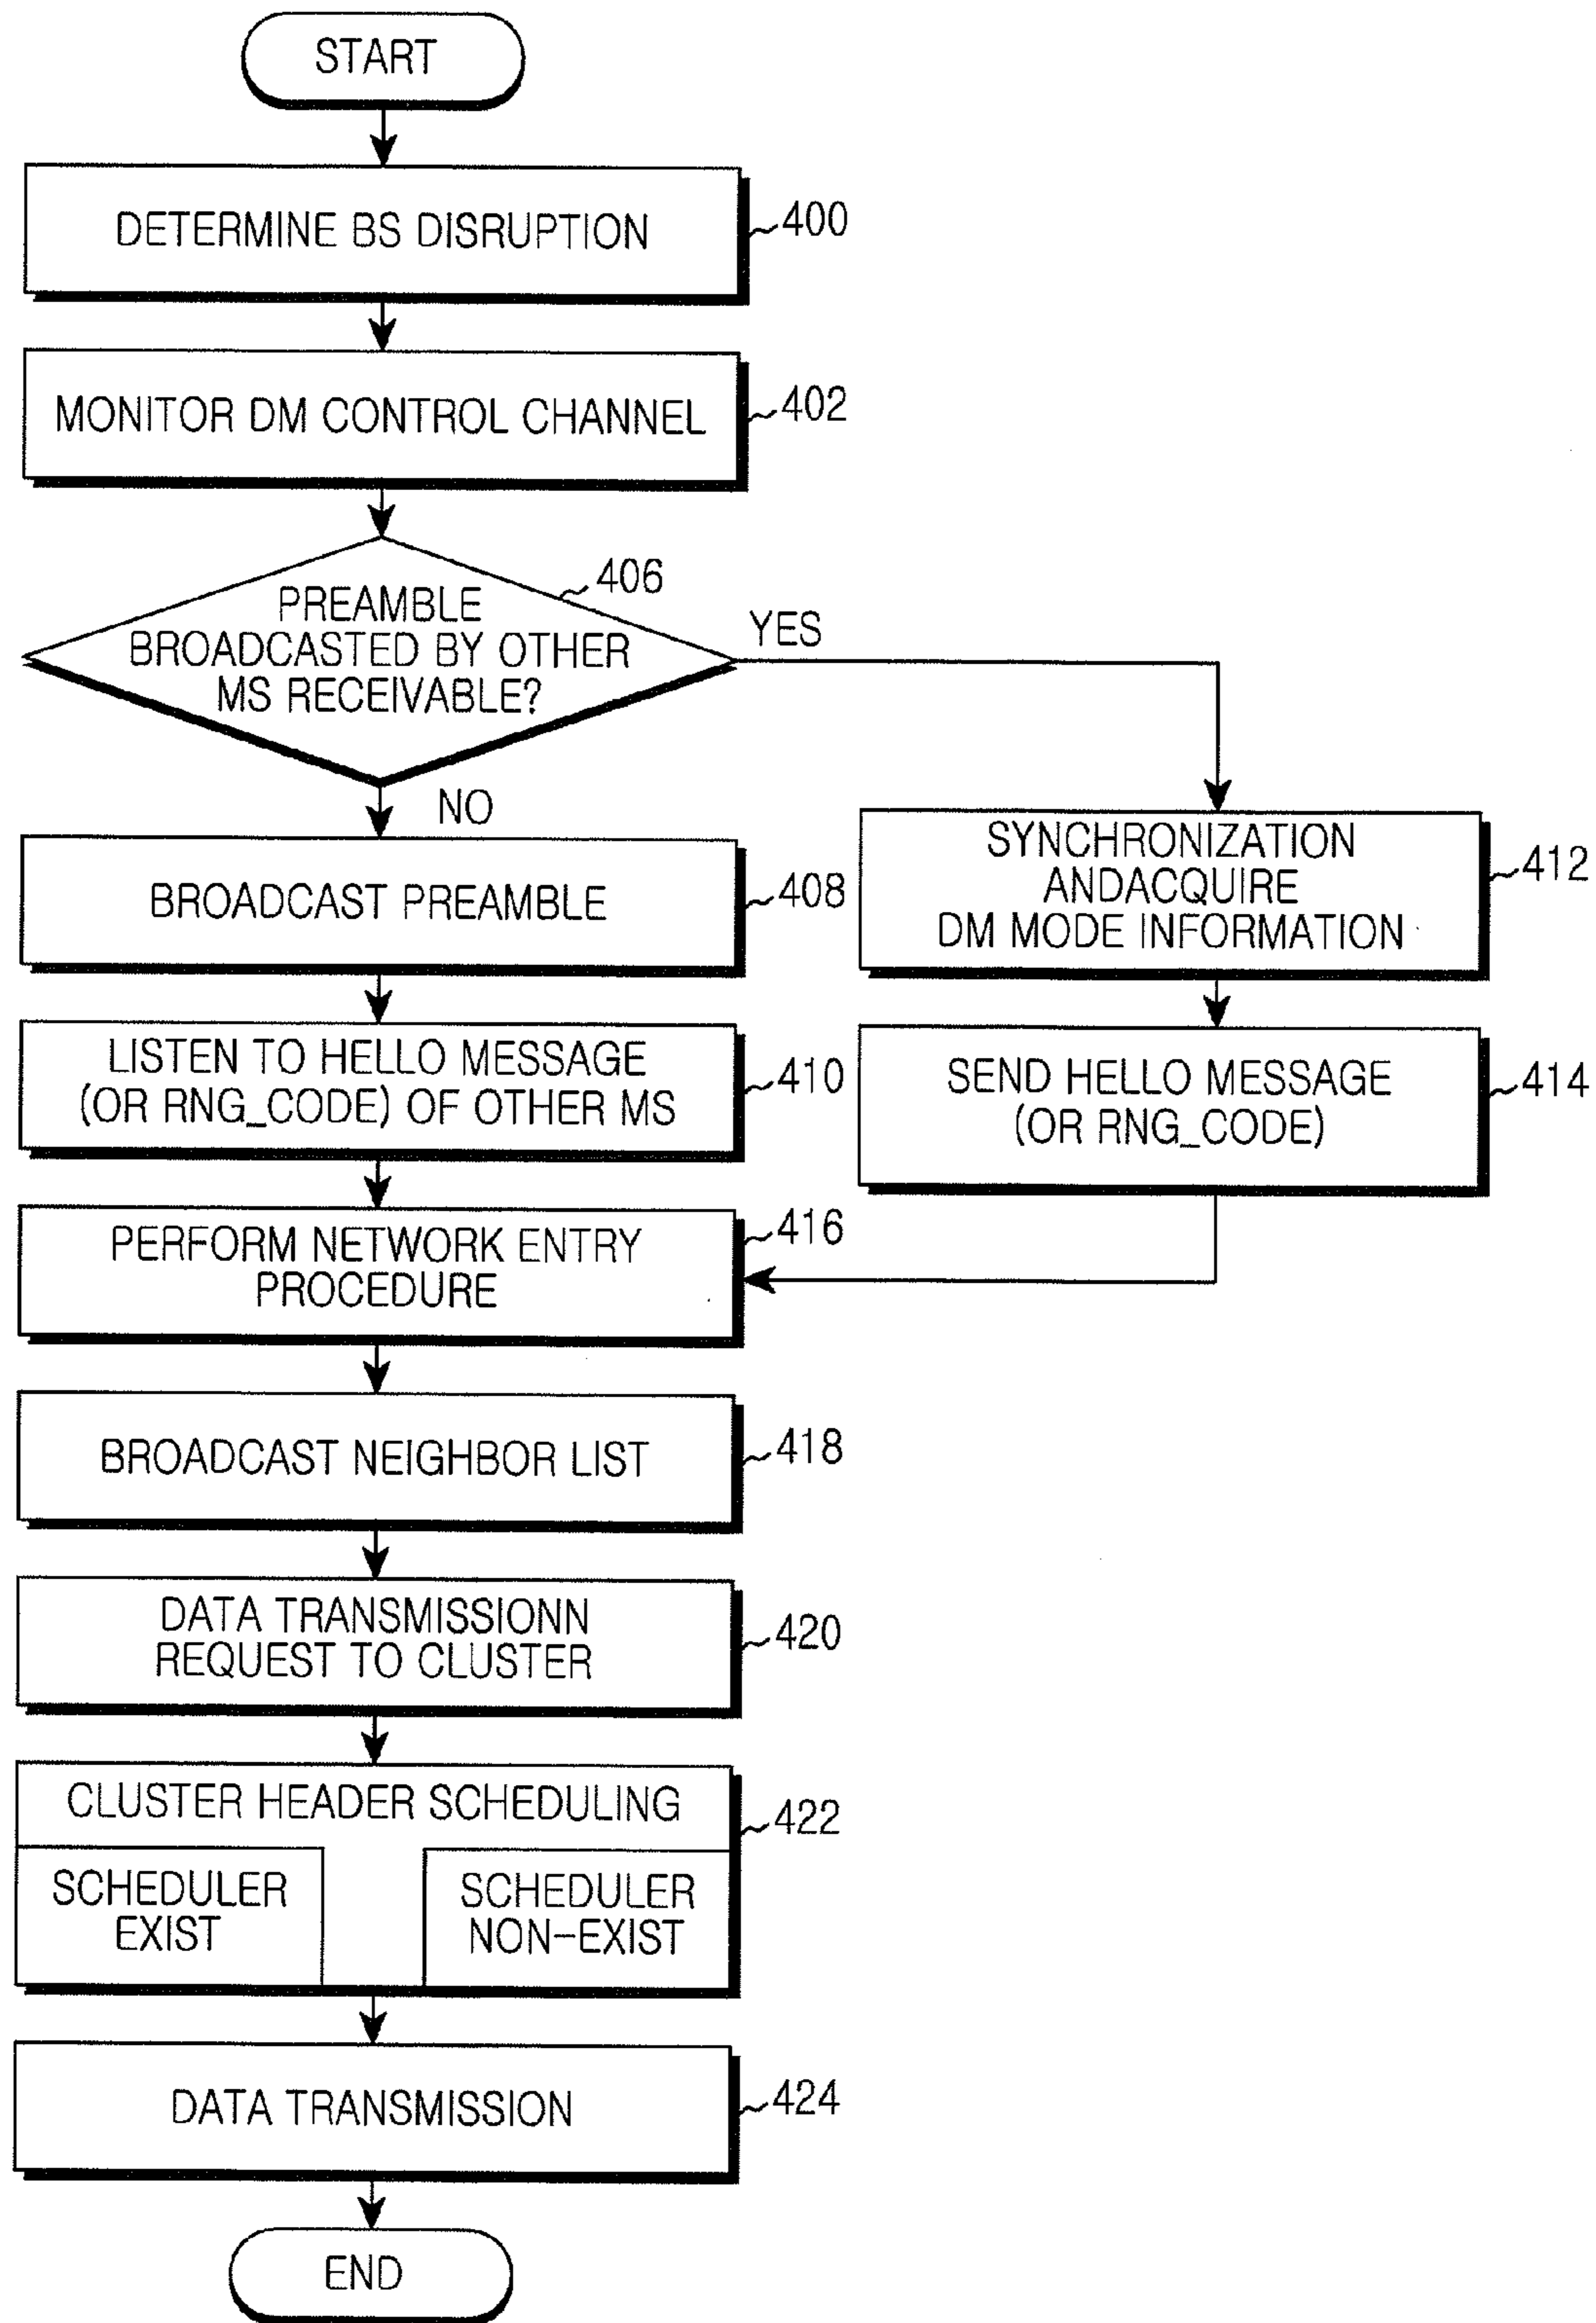 START
DETERMINE BS DISRUPTION
400
MONITOR DM CONTROL CHANNEL
402
406
PREAMBLE
BROADCASTED BY OTHER
MS RECEIVABLE?
YES
NO
BROADCAST PREAMBLE
408
SYNCHRONIZATION
ANDACQUIRE
DM MODE INFORMATION
412
LISTEN TO HELLO MESSAGE
(OR RNG_CODE) OF OTHER MS
410
SEND HELLO MESSAGE
(OR RNG_CODE)
414
PERFORM NETWORK ENTRY
PROCEDURE
416
BROADCAST NEIGHBOR LIST
418
DATA TRANSMISSIONN
REQUEST TO CLUSTER
420
CLUSTER HEADER SCHEDULING
422
SCHEDULER
EXIST
SCHEDULER
NON-EXIST
DATA TRANSMISSION
424
END